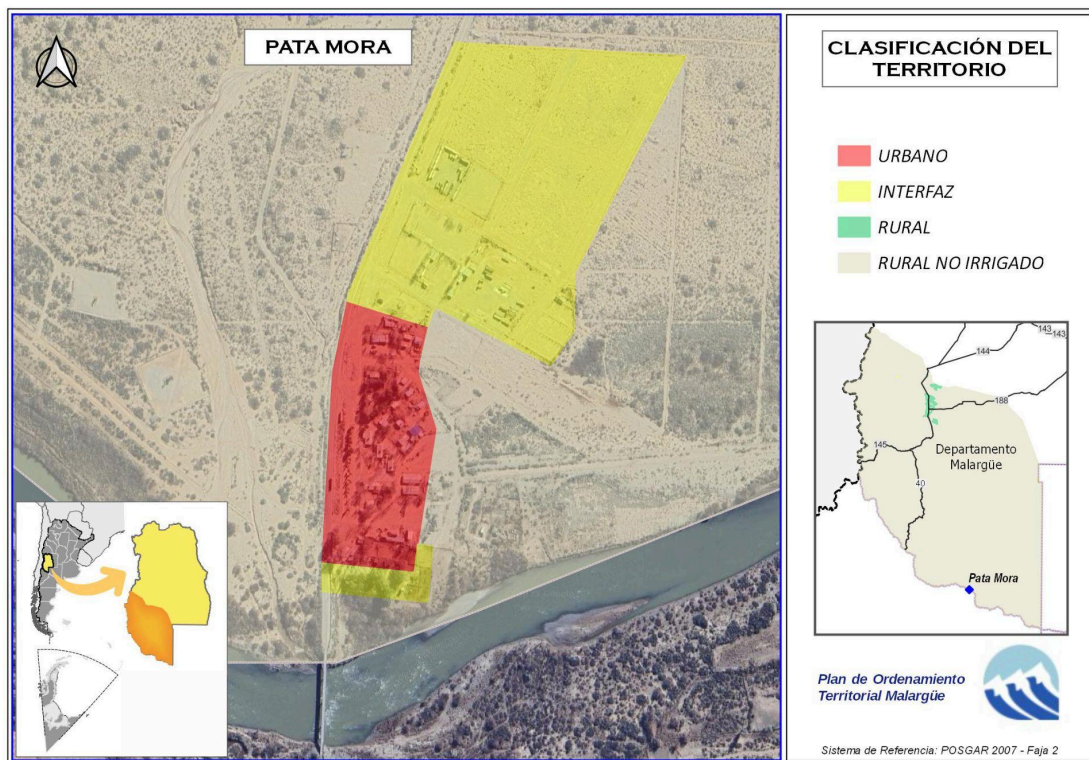 PATA MORA
CLASIFICACIÓN DEL
TERRITORIO
URBANO
INTERFAZ
RURAL
RURAL NO IRRIGADO
143
143
144
188
145
40
Departamento
Malargüe
Pata Mora
Plan de Ordenamiento
Territorial Malargüe
Sistema de Referencia: POSGAR 2007 - Faja 2